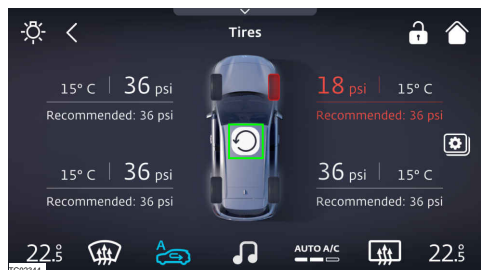 Tires
15° C 36 psi
Recommended: 36 psi
18 psi 15° C
Recommended: 36 psi
15° C 36 psi
Recommended: 36 psi
36 psi 15° C
Recommended: 36 psi
22.5° A AUTO A/C 22.5°